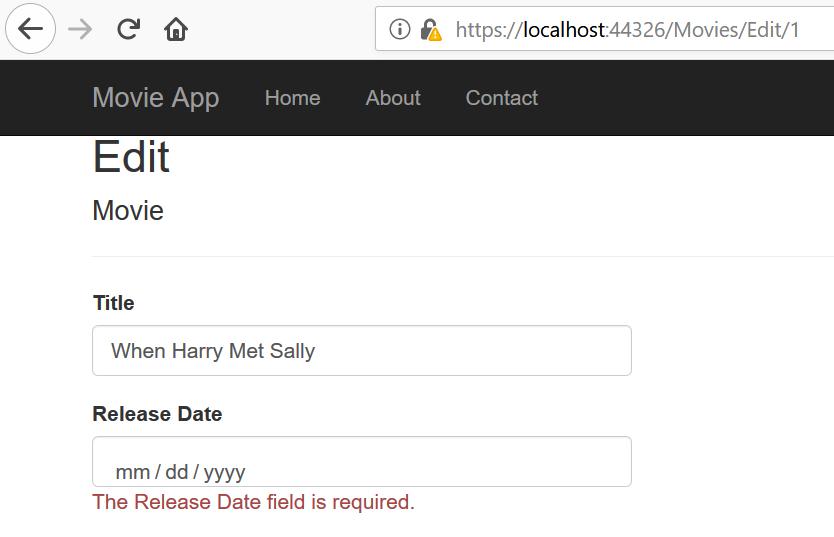 https://localhost:44326/Movies/Edit/1
Movie App Home About Contact
Edit
Movie
Title
When Harry Met Sally
Release Date
mm / dd / yyyy
The Release Date field is required.